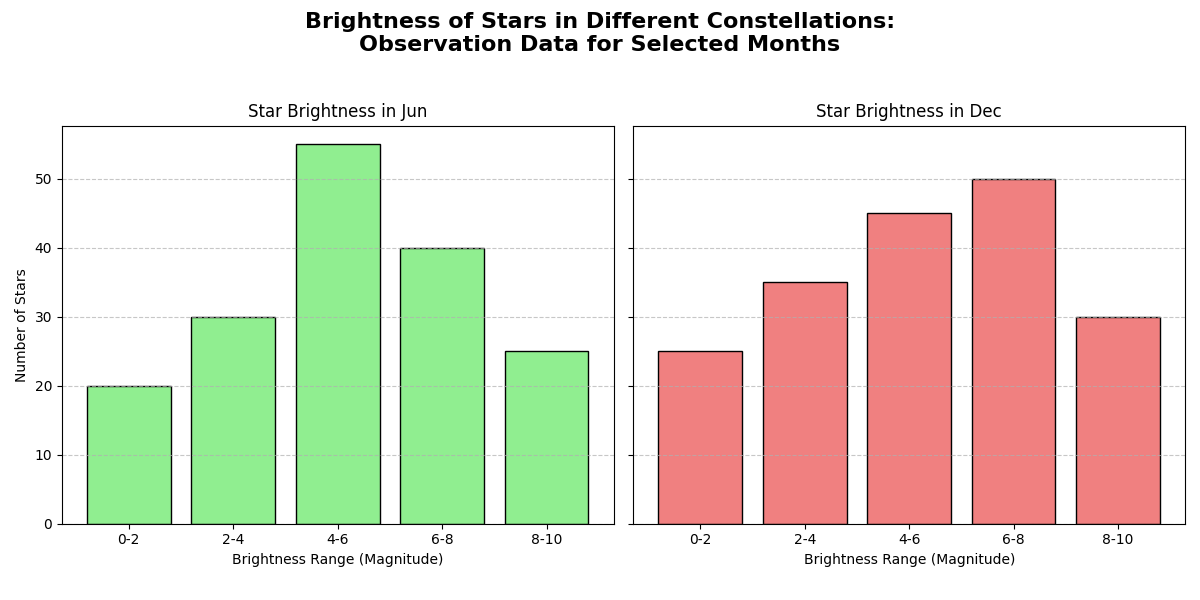 Brightness of Stars in Different Constellations:
Observation Data for Selected Months
Star Brightness in Jun
Number of Stars
50
40
30
20
10
0
0-2
2-4
4-6
6-8
8-10
Brightness Range (Magnitude)
Star Brightness in Dec
0-2
2-4
4-6
6-8
8-10
Brightness Range (Magnitude)